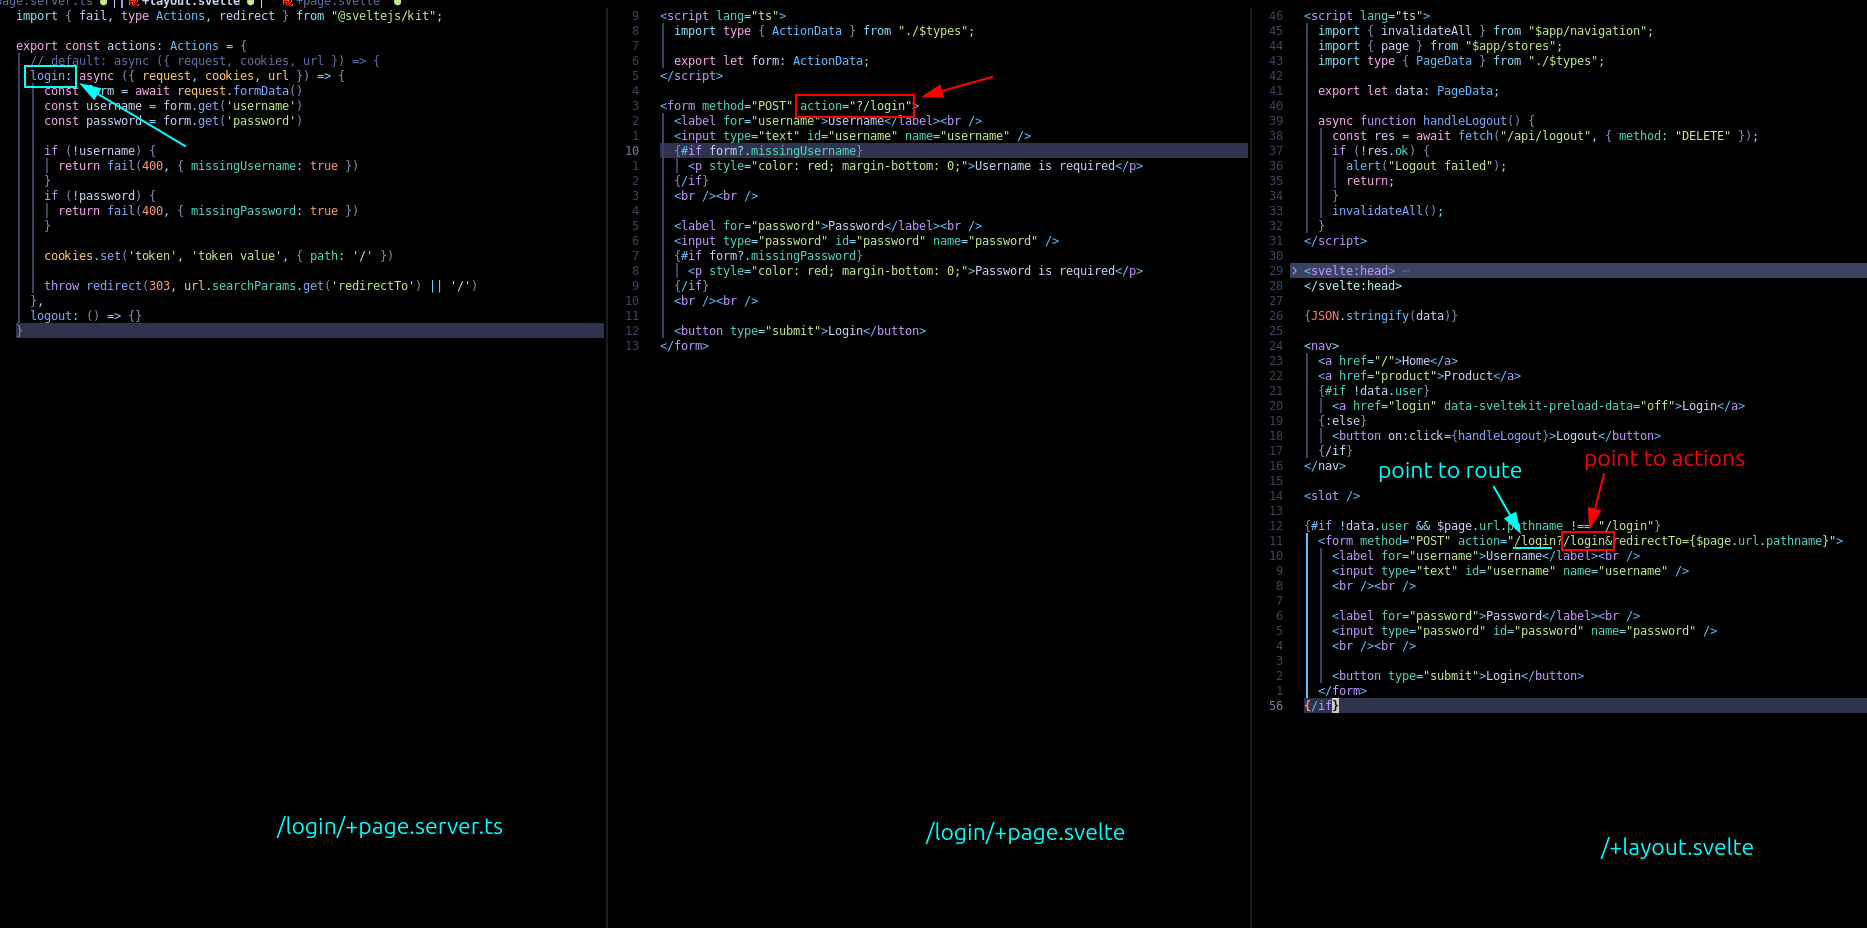 page.server.ts ● || +layout.svelte ● | +page.svelte ●
import { fail, type Actions, redirect } from "@sveltejs/kit";
export const actions: Actions = {
// default: async ({ request, cookies, url }) => {
login: async ({ request, cookies, url }) => {
const form = await request.formData()
const username = form.get('username')
const password = form.get('password')
if (!username) {
return fail(400, { missingUsername: true })
}
if (!password) {
return fail(400, { missingPassword: true })
}
cookies.set('token', 'token value', { path: '/' })
throw redirect(303, url.searchParams.get('redirectTo') || '/')
},
logout: () => {}
}
/login/+page.server.ts
9 <script lang="ts">
8 import type { ActionData } from "./$types";
7
6 export let form: ActionData;
5 </script>
4
3 <form method="POST" action="?/login">
2 <label for="username">Username</label><br />
1 <input type="text" id="username" name="username" />
10 {#if form?.missingUsername}
1 <p style="color: red; margin-bottom: 0;">Username is required</p>
2 {/if}
3 <br /><br />
4
5 <label for="password">Password</label><br />
6 <input type="password" id="password" name="password" />
7 {#if form?.missingPassword}
8 <p style="color: red; margin-bottom: 0;">Password is required</p>
9 {/if}
10 <br /><br />
11
12 <button type="submit">Login</button>
13 </form>
/login/+page.svelte
46 <script lang="ts">
45 import { invalidateAll } from "$app/navigation";
44 import { page } from "$app/stores";
43 import type { PageData } from "./$types";
42
41 export let data: PageData;
40
39 async function handleLogout() {
38 const res = await fetch("/api/logout", { method: "DELETE" });
37 if (!res.ok) {
36 alert("Logout failed");
35 return;
34 }
33 invalidateAll();
32 }
31 </script>
30
29 <svelte:head> ⋯
28 </svelte:head>
27
26 {JSON.stringify(data)}
25
24 <nav>
23 <a href="/">Home</a>
22 <a href="product">Product</a>
21 {#if !data.user}
20 <a href="login" data-sveltekit-preload-data="off">Login</a>
19 {:else}
18 <button on:click={handleLogout}>Logout</button>
17 {/if}
16 </nav>
point to route
point to actions
15
14 <slot />
13
12 {#if !data.user && $page.url.pathname !== "/login"}
11 <form method="POST" action="/login?/login&redirectTo={$page.url.pathname}">
10 <label for="username">Username</label><br />
9 <input type="text" id="username" name="username" />
8 <br /><br />
7
6 <label for="password">Password</label><br />
5 <input type="password" id="password" name="password" />
4 <br /><br />
3
2 <button type="submit">Login</button>
1 </form>
56 {/if}
/+layout.svelte